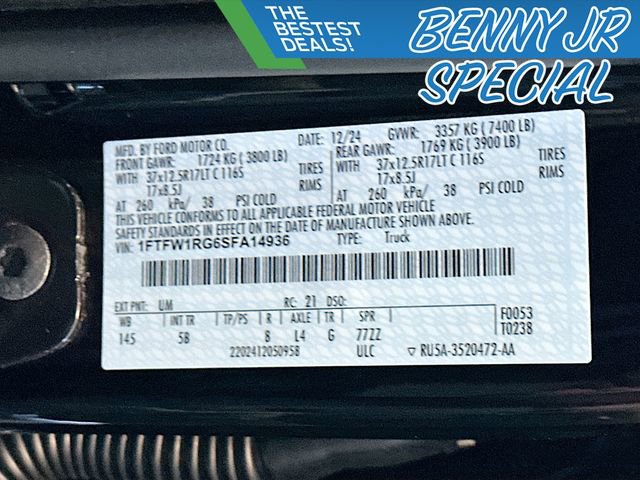 THE
BESTEST
DEALS!
BENNY JR
SPECIAL
MFD. BY FORD MOTOR CO. DATE: 12/24 GVWR: 3357 KG ( 7400 LB)
FRONT GAWR: 1724 KG ( 3800 LB) REAR GAWR: 1769 KG ( 3900 LB)
WITH 37x12.5R17LT C 116S TIRES WITH 37x12.5R17LT C 116S TIRES
17x8.5J RIMS 17x8.5J RIMS
AT 260 kPa/ 38 PSI COLD AT 260 kPa/ 38 PSI COLD
THIS VEHICLE CONFORMS TO ALL APPLICABLE FEDERAL MOTOR VEHICLE
SAFETY STANDARDS IN EFFECT ON THE DATE OF MANUFACTURE SHOWN ABOVE.
VIN: 1FTFW1RG6SFA14936 TYPE: Truck
EXT PNT: UM RC: 21 DSO: F0053
WB INT TR TP/PS R AXLE TR SPR T0238
145 5B 8 L4 G 77ZZ
2202412050958 ULC ▽ RU5A-3520472-AA